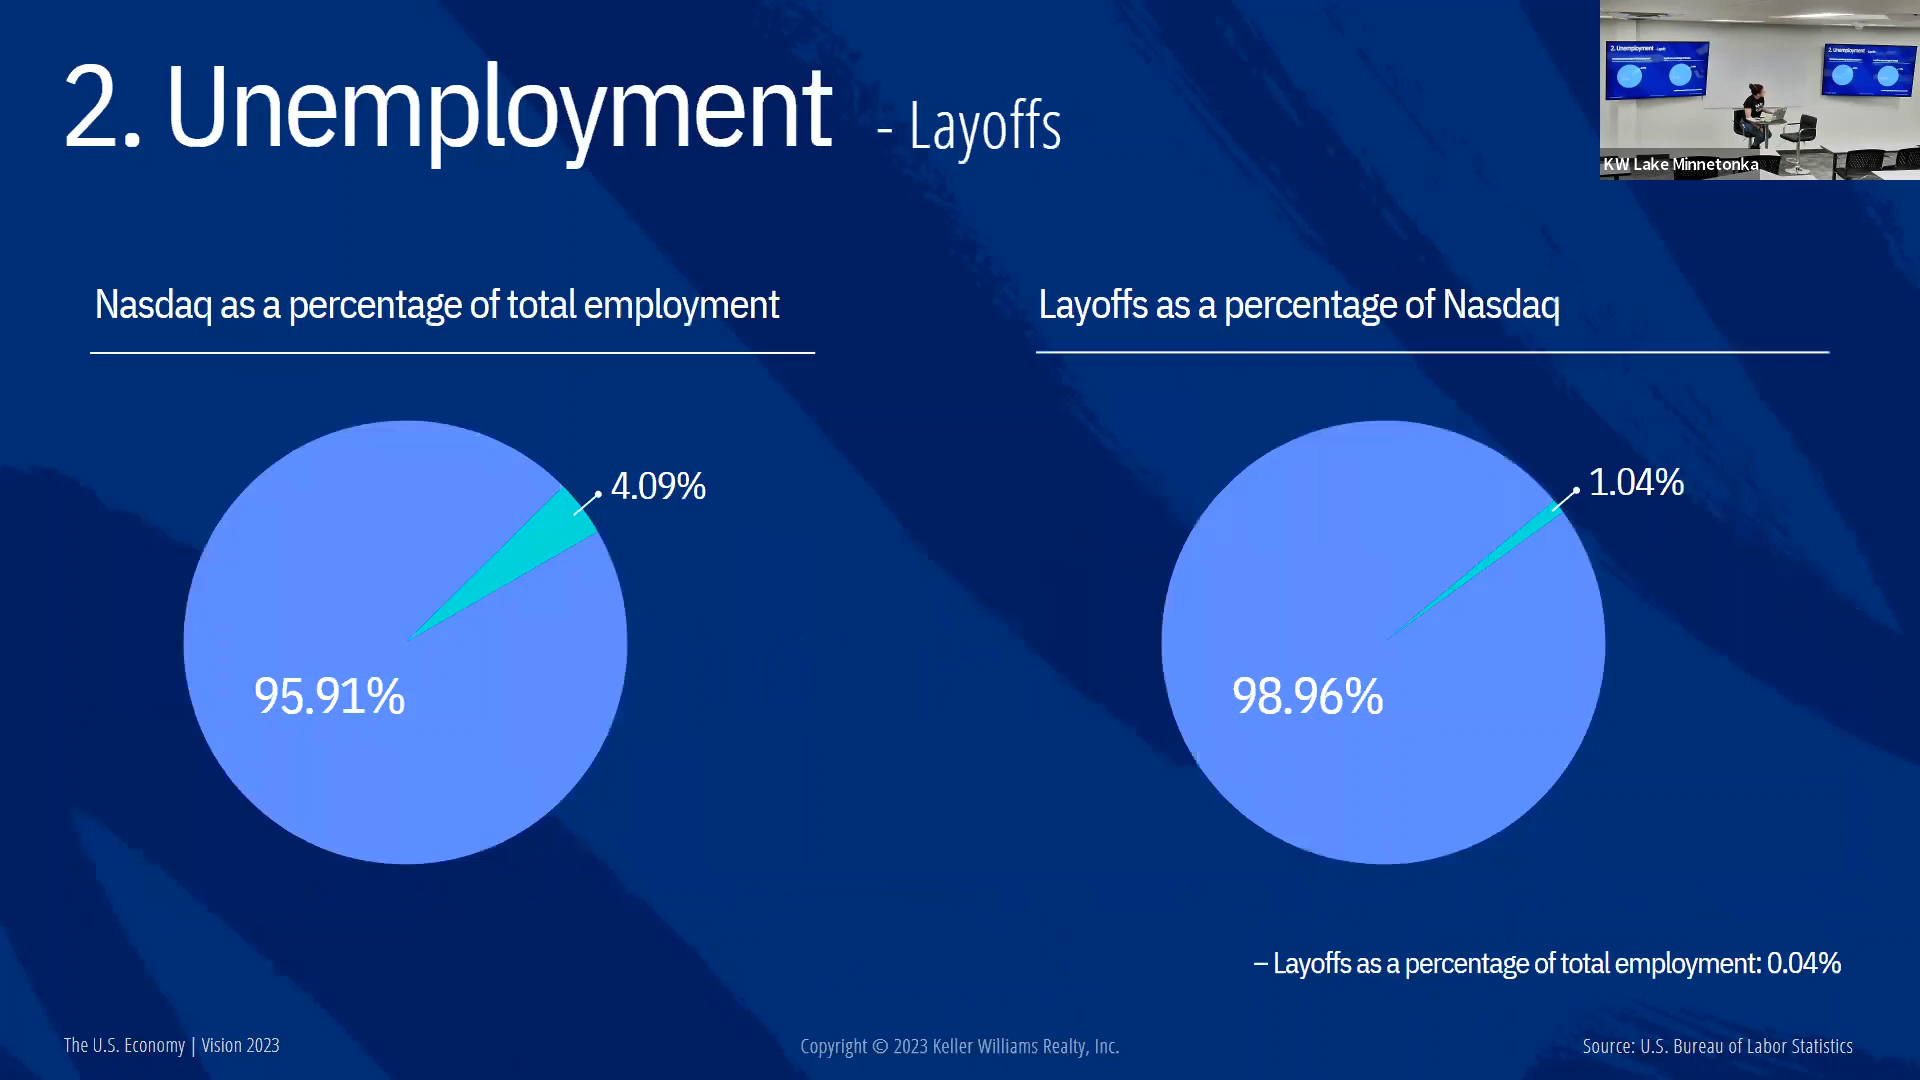 2. Unemployment - Layoffs
KW Lake Minnetonka
Nasdaq as a percentage of total employment
4.09%
95.91%
Layoffs as a percentage of Nasdaq
1.04%
98.96%
– Layoffs as a percentage of total employment: 0.04%
The U.S. Economy | Vision 2023
Copyright © 2023 Keller Williams Realty, Inc.
Source: U.S. Bureau of Labor Statistics